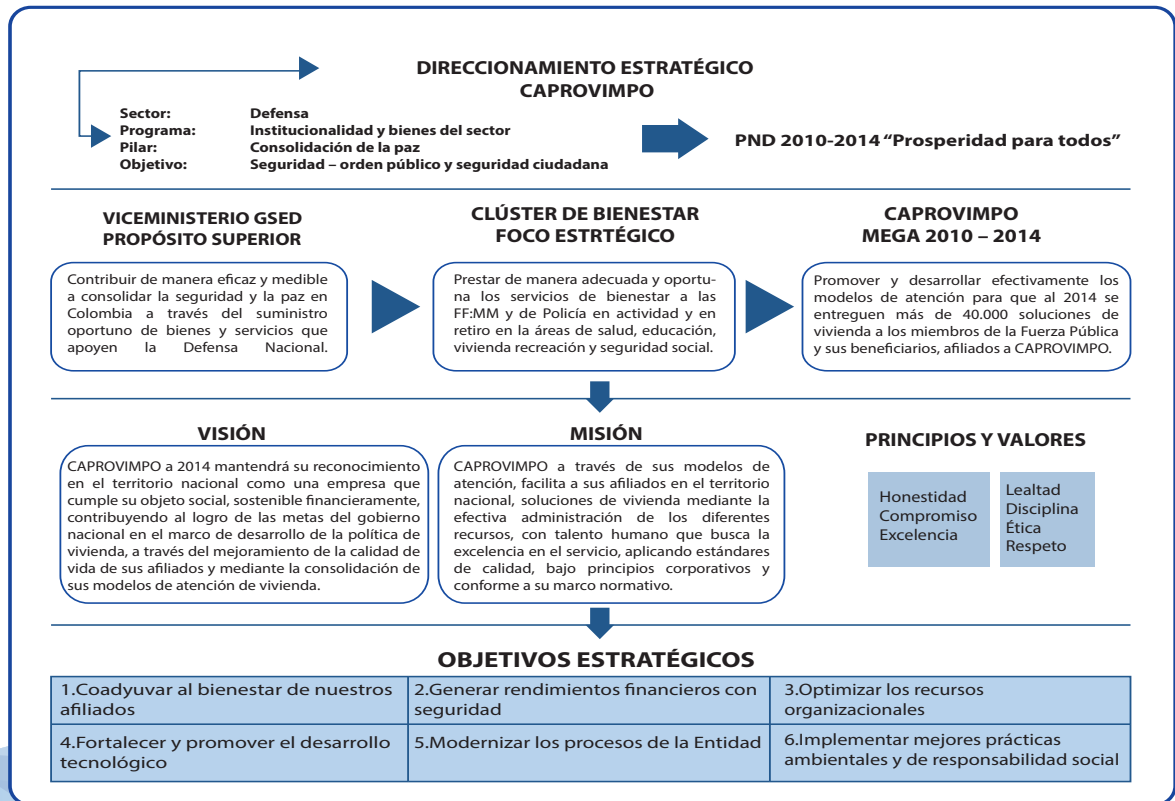 DIRECCIONAMIENTO ESTRATÉGICO
CAPROVIMPO
Sector: Defensa
Programa: Institucionalidad y bienes del sector
Pilar: Consolidación de la paz
Objetivo: Seguridad – orden público y seguridad ciudadana
PND 2010-2014 “Prosperidad para todos”
VICEMINISTERIO GSED
PROPÓSITO SUPERIOR
Contribuir de manera eficaz y medible
a consolidar la seguridad y la paz en
Colombia a través del suministro
oportuno de bienes y servicios que
apoyen la Defensa Nacional.
CLÚSTER DE BIENESTAR
FOCO ESTRTÉGICO
Prestar de manera adecuada y oportu-
na los servicios de bienestar a las
FF:MM y de Policía en actividad y en
retiro en la áreas de salud, educación,
vivienda recreación y seguridad social.
CAPROVIMPO
MEGA 2010 – 2014
Promover y desarrollar efectivamente los
modelos de atención para que al 2014 se
entreguen más de 40.000 soluciones de
vivienda a los miembros de la Fuerza Pública
y sus beneficiarios, afiliados a CAPROVIMPO.
VISIÓN
CAPROVIMPO a 2014 mantendrá su reconocimiento
en el territorio nacional como una empresa que
cumple su objeto social, sostenible financieramente,
contribuyendo al logro de las metas del gobierno
nacional en el marco de desarrollo de la política de
vivienda, a través del mejoramiento de la calidad de
vida de sus afiliados y mediante la consolidación de
sus modelos de atención de vivienda.
MISIÓN
CAPROVIMPO a través de sus modelos de
atención, facilita a sus afiliados en el territorio
nacional, soluciones de vivienda mediante la
efectiva administración de los diferentes
recursos, con talento humano que busca la
excelencia en el servicio, aplicando estándares
de calidad, bajo principios corporativos y
conforme a su marco normativo.
PRINCIPIOS Y VALORES
Honestidad
Compromiso
Excelencia
Lealtad
Disciplina
Ética
Respeto
OBJETIVOS ESTRATÉGICOS
1.Coadyuvar al bienestar de nuestros
afiliados
2.Generar rendimientos financieros con
seguridad
3.Optimizar los recursos
organizacionales
4.Fortalecer y promover el desarrollo
tecnológico
5.Modernizar los procesos de la Entidad
6.Implementar mejores prácticas
ambientales y de responsabilidad social